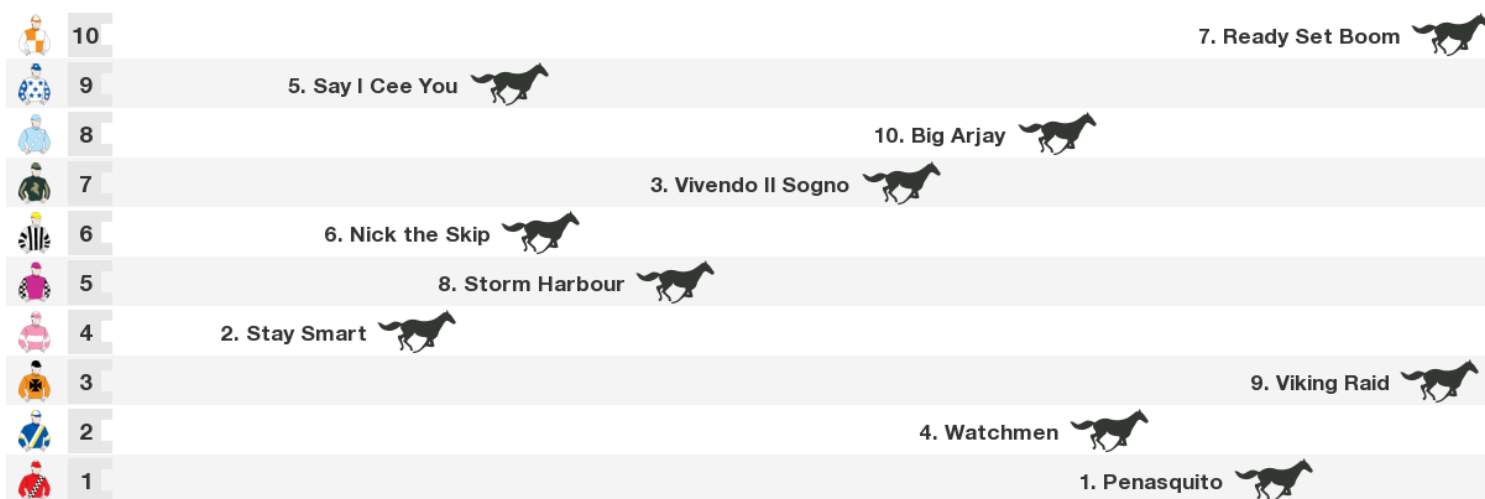 10 7. Ready Set Boom
9 5. Say I Cee You
8 10. Big Arjay
7 3. Vivendo Il Sogno
6 6. Nick the Skip
5 8. Storm Harbour
4 2. Stay Smart
3 9. Viking Raid
2 4. Watchmen
1 1. Penasquito